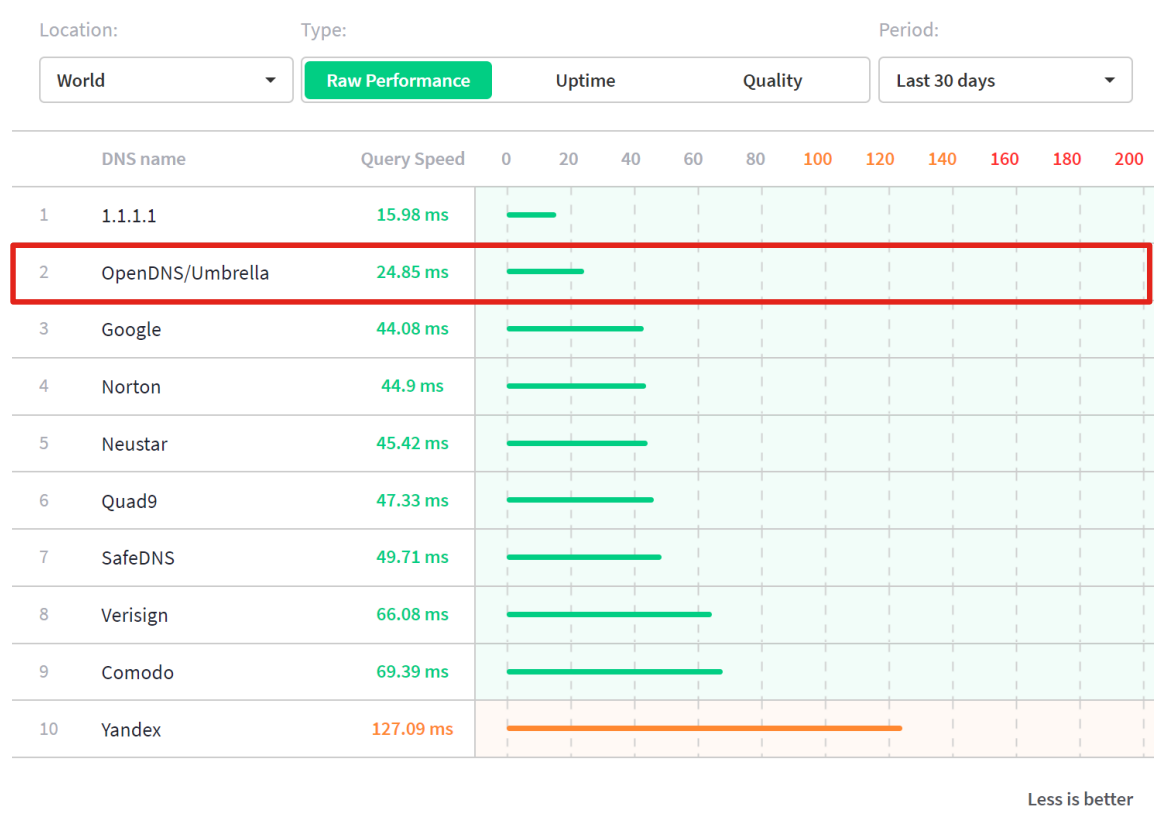 Location: Type: Period:
World Raw Performance Uptime Quality Last 30 days
DNS name Query Speed 0 20 40 60 80 100 120 140 160 180 200
1 1.1.1.1 15.98 ms
2 OpenDNS/Umbrella 24.85 ms
3 Google 44.08 ms
4 Norton 44.9 ms
5 Neustar 45.42 ms
6 Quad9 47.33 ms
7 SafeDNS 49.71 ms
8 Verisign 66.08 ms
9 Comodo 69.39 ms
10 Yandex 127.09 ms
Less is better